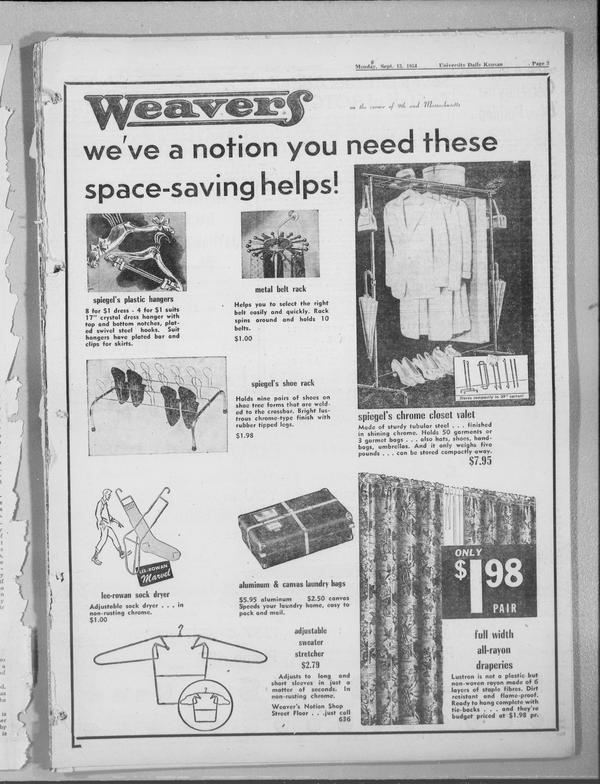 Monday, Sept. 13, 1954 University Daily Kansan Page 3
Weavers
on the corner of 9th and Massachusetts
we've a notion you need these
space-saving helps!
spiegel's plastic hangers
8 for $1 dress - 4 for $1 suits
17" crystal dress hanger with
top and bottom notches, plat-
ed swivel steel hooks. Suit
hangers have plated bar and
clips for skirts.
metal belt rack
Helps you to select the right
belt easily and quickly. Rack
spins around and holds 10
belts.
$1.00
spiegel's shoe rack
Holds nine pairs of shoes on
shoe tree forms that are weld-
ed to the crossbar. Bright lus-
trous chrome-type finish with
rubber tipped legs.
$1.98
spiegel's chrome closet valet
Made of sturdy tubular steel . . . finished
in shining chrome. Holds 50 garments or
3 garment bags . . . also hats, shoes, hand-
bags, umbrellas. And it only weighs five
pounds . . . can be stored compactly away.
$7.95
LEE-ROWAN
Marvel
lee-rowan sock dryer
Adjustable sock dryer . . . in
non-rusting chrome.
$1.00
aluminum & canvas laundry bags
$5.95 aluminum $2.50 canvas
Speeds your laundry home, easy to
pack and mail.
adjustable
sweater
stretcher
$2.79
Adjusts to long and
short sleeves in just a
matter of seconds. In
non-rusting chrome.
Weaver's Notion Shop
Street Floor . . . just call
636
ONLY
$1.98
PAIR
full width
all-rayon
draperies
Lustron is not a plastic but
non-woven rayon made of 6
layers of staple fibres. Dirt
resistant and flame-proof.
Ready to hang complete with
tie-backs . . . and they're
budget priced at $1.98 pr.